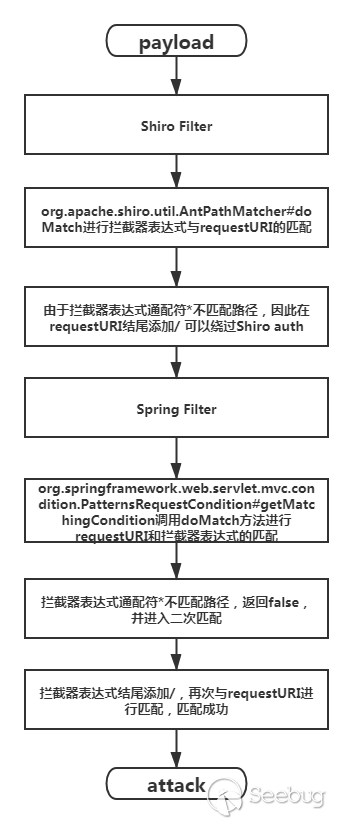 payload
Shiro Filter
org.apache.shiro.util.AntPathMatcher#do
Match进行拦截器表达式与requestURI的匹配
由于拦截器表达式通配符*不匹配路径，因此在
requestURI结尾添加/ 可以绕过Shiro auth
Spring Filter
org.springframework.web.servlet.mvc.con
dition.PatternsRequestCondition#getMatc
hingCondition调用doMatch方法进行
requestURI和拦截器表达式的匹配
拦截器表达式通配符*不匹配路径，返回false，
并进入二次匹配
拦截器表达式结尾添加/，再次与requestURI进
行匹配，匹配成功
attack
Seebug